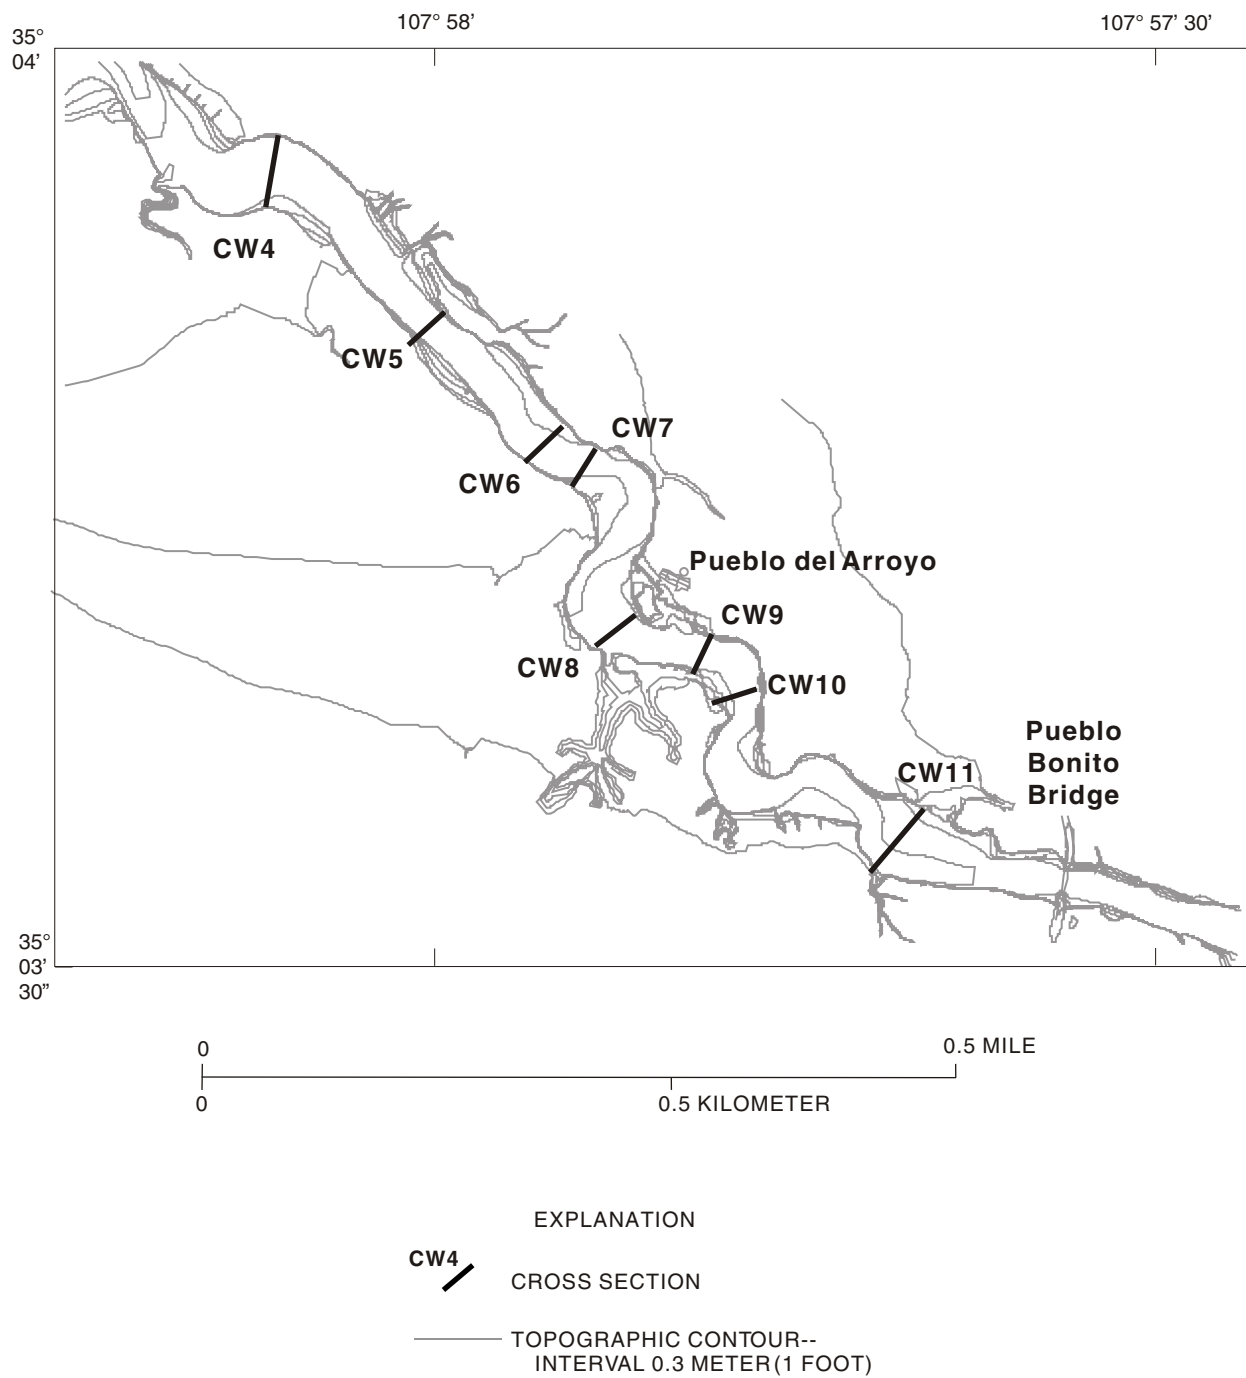 107° 58’
107° 57’ 30’
35°
04’
CW4
CW5
CW7
CW6
Pueblo del Arroyo
CW9
CW8
CW10
Pueblo
Bonito
Bridge
CW11
35°
03’
30”
0
0.5 MILE
0
0.5 KILOMETER
EXPLANATION
CW4
CROSS SECTION
TOPOGRAPHIC CONTOUR--
INTERVAL 0.3 METER (1 FOOT)